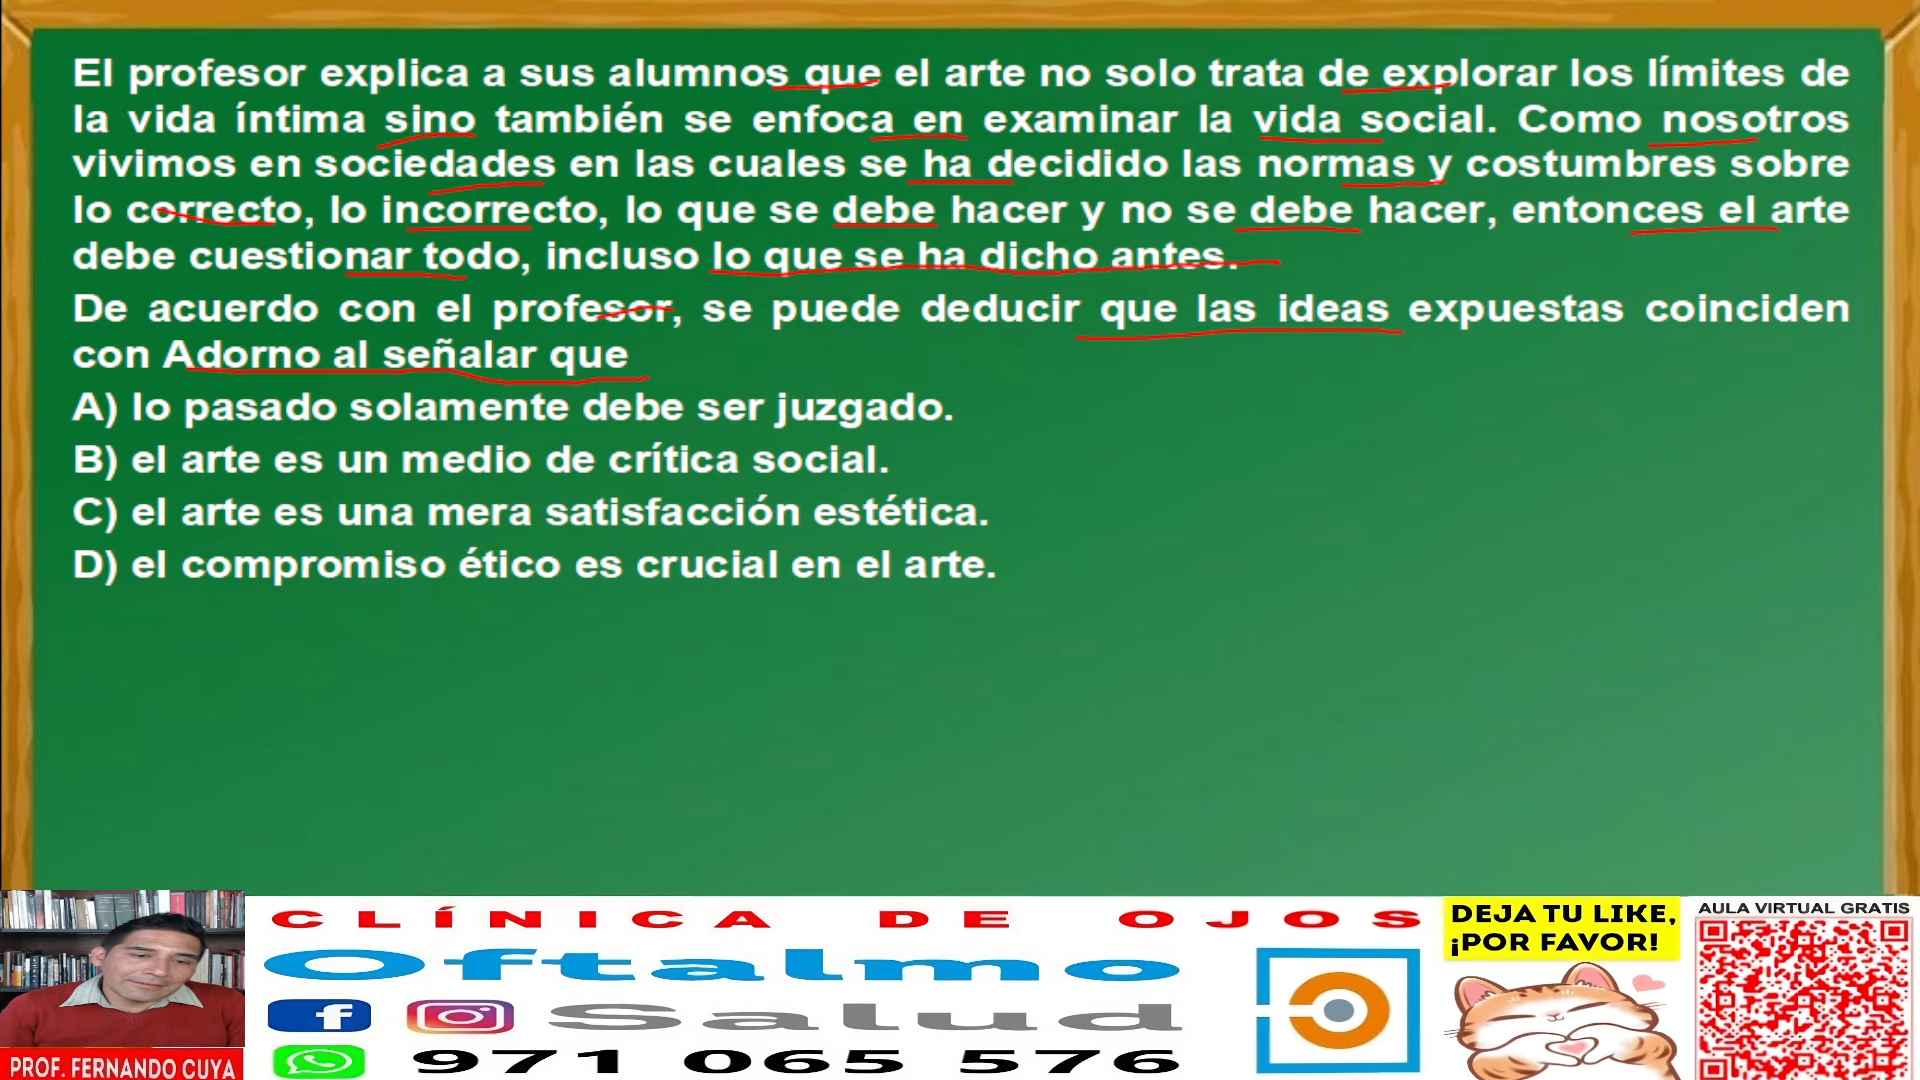 El profesor explica a sus alumnos que el arte no solo trata de explorar los límites de
la vida íntima sino también se enfoca en examinar la vida social. Como nosotros
vivimos en sociedades en las cuales se ha decidido las normas y costumbres sobre
lo correcto, lo incorrecto, lo que se debe hacer y no se debe hacer, entonces el arte
debe cuestionar todo, incluso lo que se ha dicho antes.
De acuerdo con el profesor, se puede deducir que las ideas expuestas coinciden
con Adorno al señalar que
A) lo pasado solamente debe ser juzgado.
B) el arte es un medio de crítica social.
C) el arte es una mera satisfacción estética.
D) el compromiso ético es crucial en el arte.
PROF. FERNANDO CUYA
CLÍNICA DE OJOS
Oftalmo
Salud
971 065 576
DEJA TU LIKE,
¡POR FAVOR!
AULA VIRTUAL GRATIS